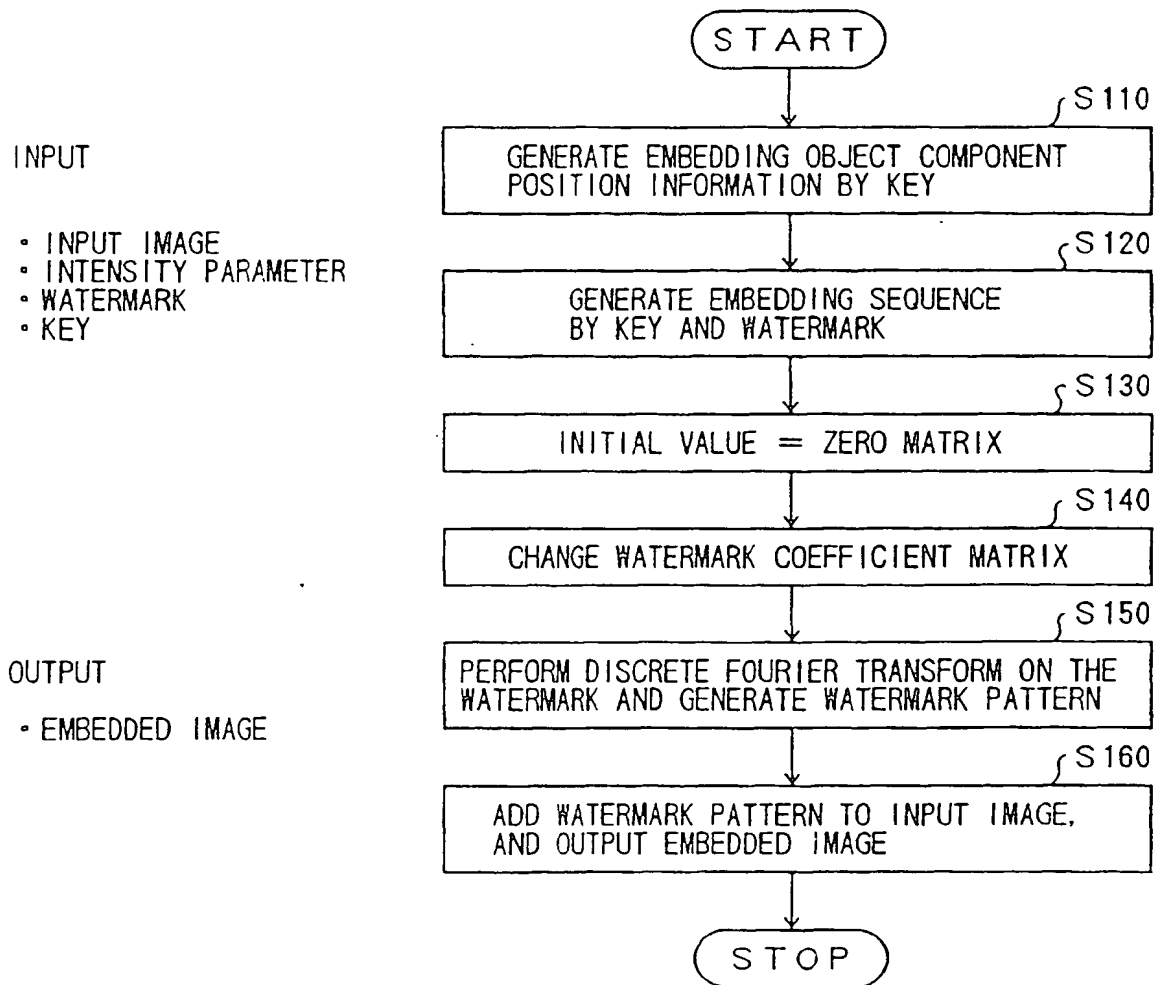 START
S110
INPUT
GENERATE EMBEDDING OBJECT COMPONENT
POSITION INFORMATION BY KEY
• INPUT IMAGE
• INTENSITY PARAMETER
• WATERMARK
• KEY
S120
GENERATE EMBEDDING SEQUENCE
BY KEY AND WATERMARK
S130
INITIAL VALUE = ZERO MATRIX
S140
CHANGE WATERMARK COEFFICIENT MATRIX
S150
OUTPUT
PERFORM DISCRETE FOURIER TRANSFORM ON THE
WATERMARK AND GENERATE WATERMARK PATTERN
• EMBEDDED IMAGE
S160
ADD WATERMARK PATTERN TO INPUT IMAGE,
AND OUTPUT EMBEDDED IMAGE
STOP